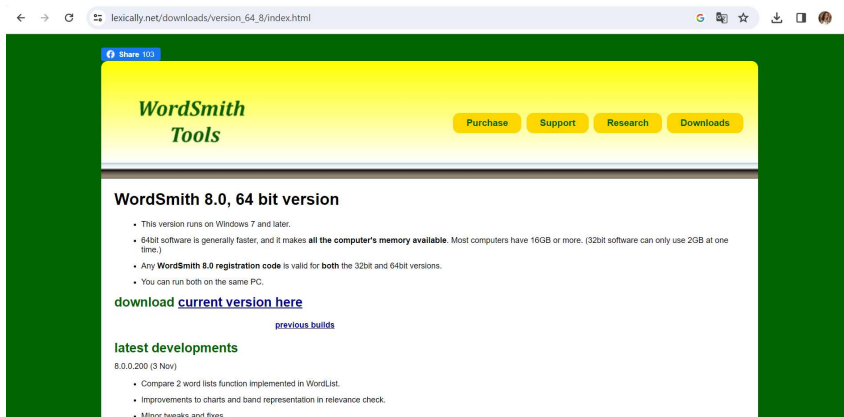 lexically.net/downloads/version_64_8/index.html
Share 103
WordSmith
Tools
Purchase Support Research Downloads
WordSmith 8.0, 64 bit version
• This version runs on Windows 7 and later.
• 64bit software is generally faster, and it makes all the computer's memory available. Most computers have 16GB or more. (32bit software can only use 2GB at one
time.)
• Any WordSmith 8.0 registration code is valid for both the 32bit and 64bit versions.
• You can run both on the same PC.
download current version here
previous builds
latest developments
8.0.0.200 (3 Nov)
• Compare 2 word lists function implemented in WordList.
• Improvements to charts and band representation in relevance check.
• Minor tweaks and fixes.